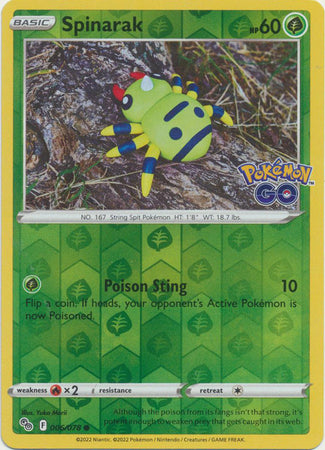 BASIC Spinarak HP60
Pokémon GO™
NO. 167 String Spit Pokémon HT: 1'8" WT: 18.7 lbs.
Poison Sting 10
Flip a coin. If heads, your opponent's Active Pokémon is
now Poisoned.
weakness ×2 resistance retreat
Illus. Yuka Morii
Although the poison from its fangs isn't that strong, it's
potent enough to weaken prey that gets caught in its web.
F 006/078
©2022 Niantic. ©2022 Pokémon / Nintendo / Creatures / GAME FREAK.